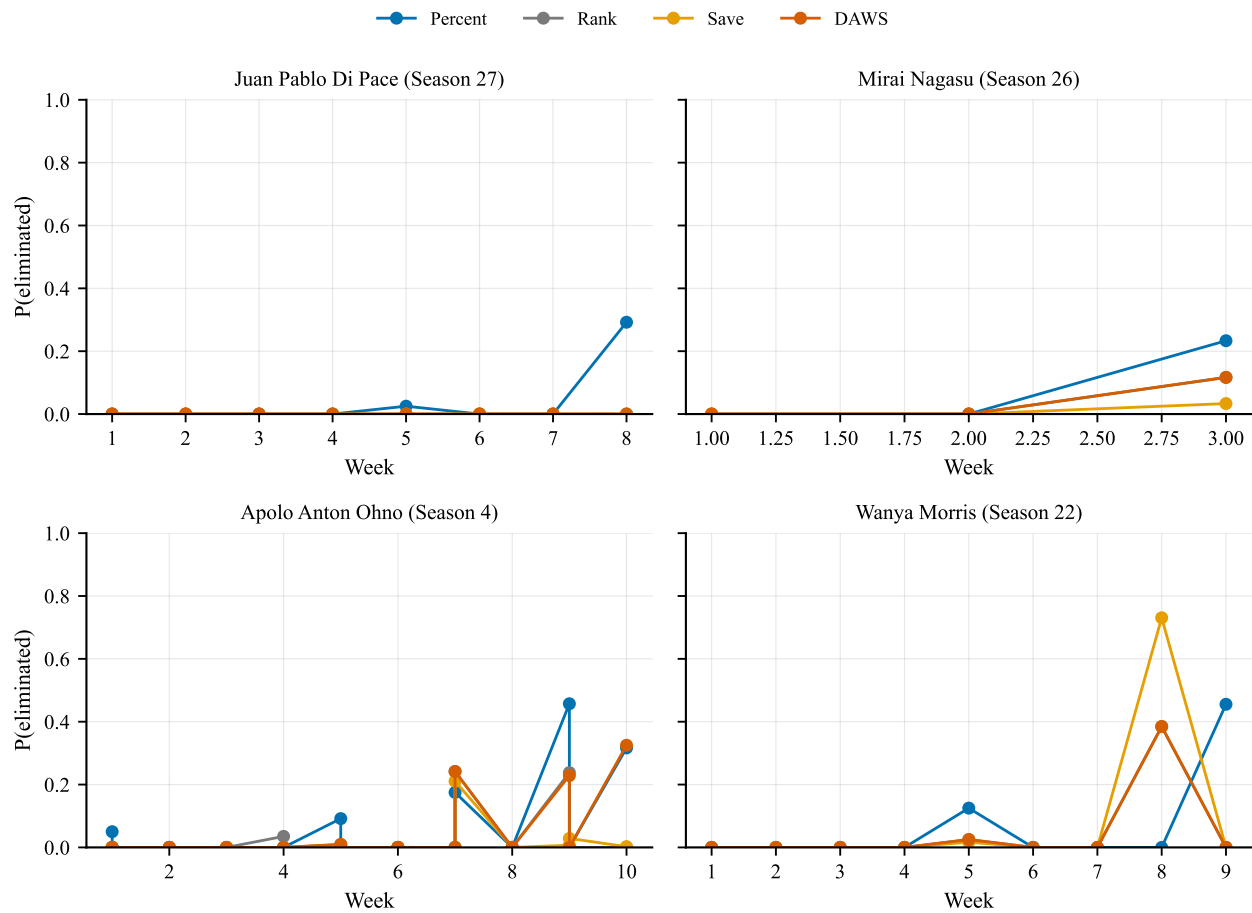 Percent Rank Save DAWS
Juan Pablo Di Pace (Season 27)
1.0
0.8
0.6
0.4
0.2
0.0
P(eliminated)
1 2 3 4 5 6 7 8
Week
Mirai Nagasu (Season 26)
1.00 1.25 1.50 1.75 2.00 2.25 2.50 2.75 3.00
Week
Apolo Anton Ohno (Season 4)
1.0
0.8
0.6
0.4
0.2
0.0
P(eliminated)
2 4 6 8 10
Week
Wanya Morris (Season 22)
1 2 3 4 5 6 7 8 9
Week